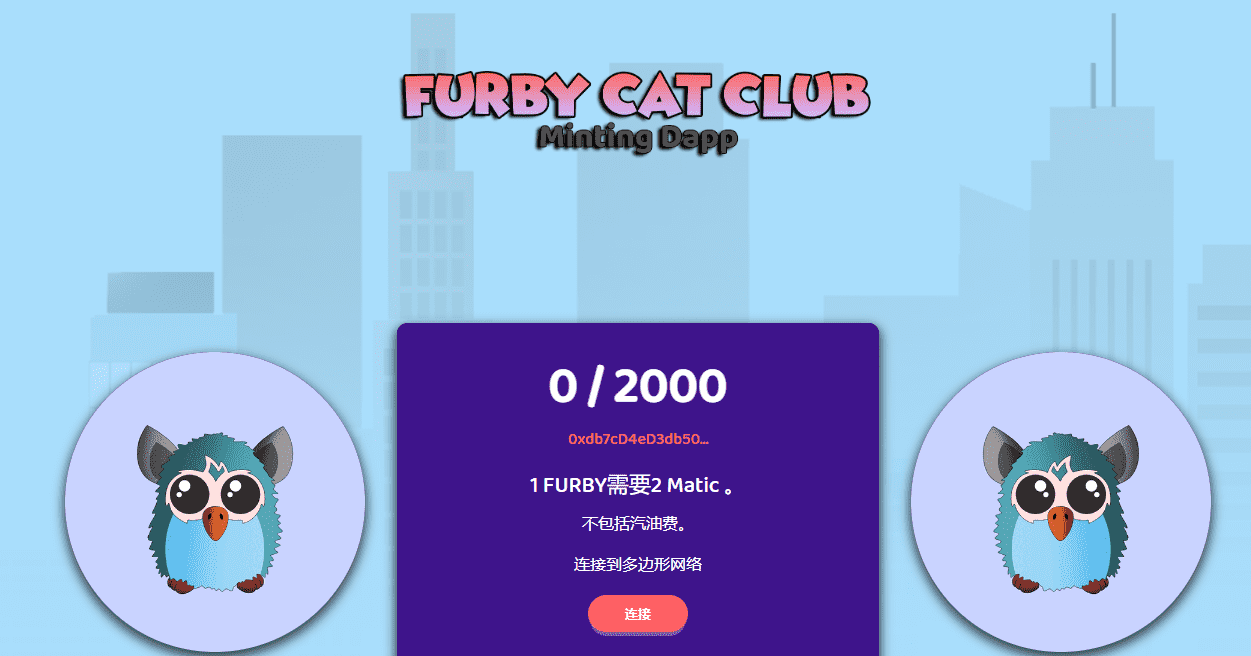 FURBY CAT CLUB
Minting Dapp
0 / 2000
0xdb7cD4eD3db50...
1 FURBY需要2 Matic 。
不包括汽油费。
连接到多边形网络
连接